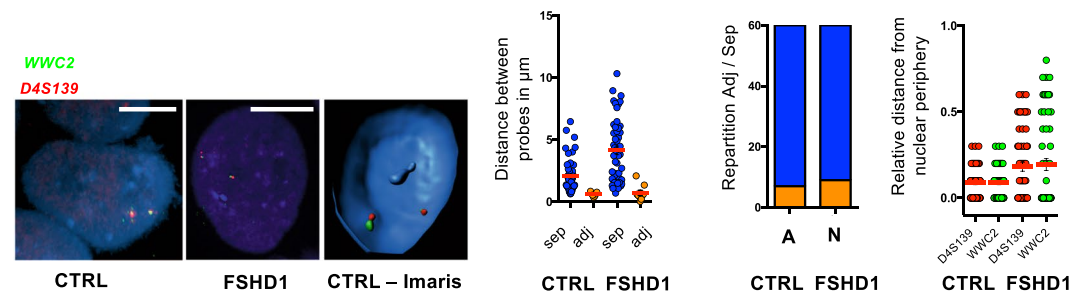 WWC2
D4S139
CTRL
FSHD1
CTRL – Imaris
Distance between
probes in µm
15
10
5
0
sep
adj
sep
adj
CTRL FSHD1
Repartition Adj / Sep
60
40
20
0
A
N
CTRL FSHD1
Relative distance from
nuclear periphery
1.0
0.5
0.0
D4S139
WWC2
D4S139
WWC2
CTRL FSHD1